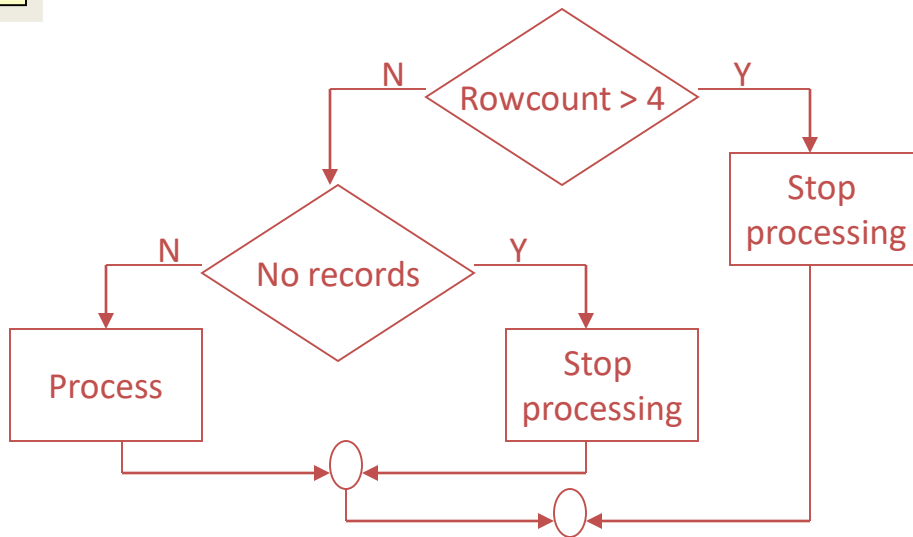 N
Rowcount > 4
Y
Stop
processing
N
No records
Y
Process
Stop
processing